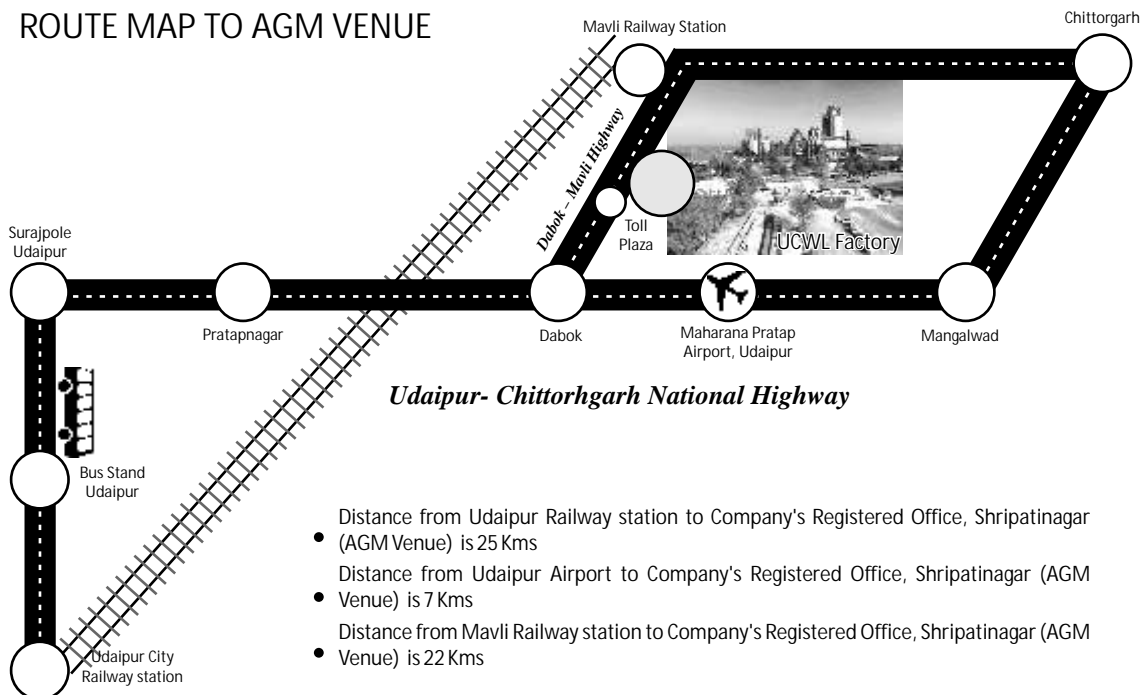 ROUTE MAP TO AGM VENUE
Mavli Railway Station
Chittorgarh
Dabok – Mavli Highway
Toll
Plaza
UCWL Factory
Surajpole
Udaipur
Pratapnagar
Dabok
Maharana Pratap
Airport, Udaipur
Mangalwad
Udaipur- Chittorhgarh National Highway
Bus Stand
Udaipur
Udaipur City
Railway station
• Distance from Udaipur Railway station to Company's Registered Office, Shripatinagar
(AGM Venue) is 25 Kms
• Distance from Udaipur Airport to Company's Registered Office, Shripatinagar (AGM
Venue) is 7 Kms
• Distance from Mavli Railway station to Company's Registered Office, Shripatinagar (AGM
Venue) is 22 Kms